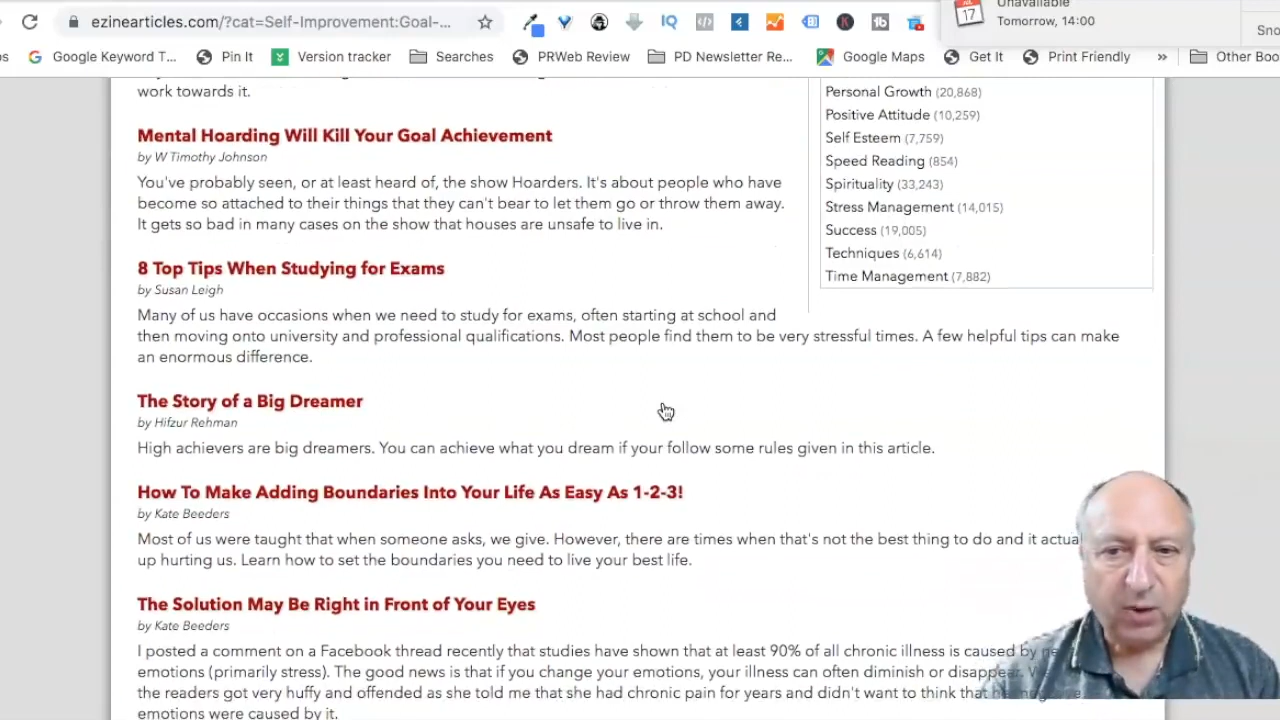 ezinearticles.com/?cat=Self-Improvement:Goal-...
17
Tomorrow, 14:00
Google Keyword T...
Pin It
Version tracker
Searches
PRWeb Review
PD Newsletter Re...
Google Maps
Get It
Print Friendly
»
Other Boo
work towards it.
Mental Hoarding Will Kill Your Goal Achievement
by W Timothy Johnson
You've probably seen, or at least heard of, the show Hoarders. It's about people who have
become so attached to their things that they can't bear to let them go or throw them away.
It gets so bad in many cases on the show that houses are unsafe to live in.
8 Top Tips When Studying for Exams
by Susan Leigh
Many of us have occasions when we need to study for exams, often starting at school and
then moving onto university and professional qualifications. Most people find them to be very stressful times. A few helpful tips can make
an enormous difference.
The Story of a Big Dreamer
by Hifzur Rehman
High achievers are big dreamers. You can achieve what you dream if your follow some rules given in this article.
How To Make Adding Boundaries Into Your Life As Easy As 1-2-3!
by Kate Beeders
Most of us were taught that when someone asks, we give. However, there are times when that's not the best thing to do and it actua
up hurting us. Learn how to set the boundaries you need to live your best life.
The Solution May Be Right in Front of Your Eyes
by Kate Beeders
I posted a comment on a Facebook thread recently that studies have shown that at least 90% of all chronic illness is caused by
emotions (primarily stress). The good news is that if you change your emotions, your illness can often diminish or disappear.
the readers got very huffy and offended as she told me that she had chronic pain for years and didn't want to think that
emotions were caused by it.
Personal Growth (20,868)
Positive Attitude (10,259)
Self Esteem (7,759)
Speed Reading (854)
Spirituality (33,243)
Stress Management (14,015)
Success (19,005)
Techniques (6,614)
Time Management (7,882)